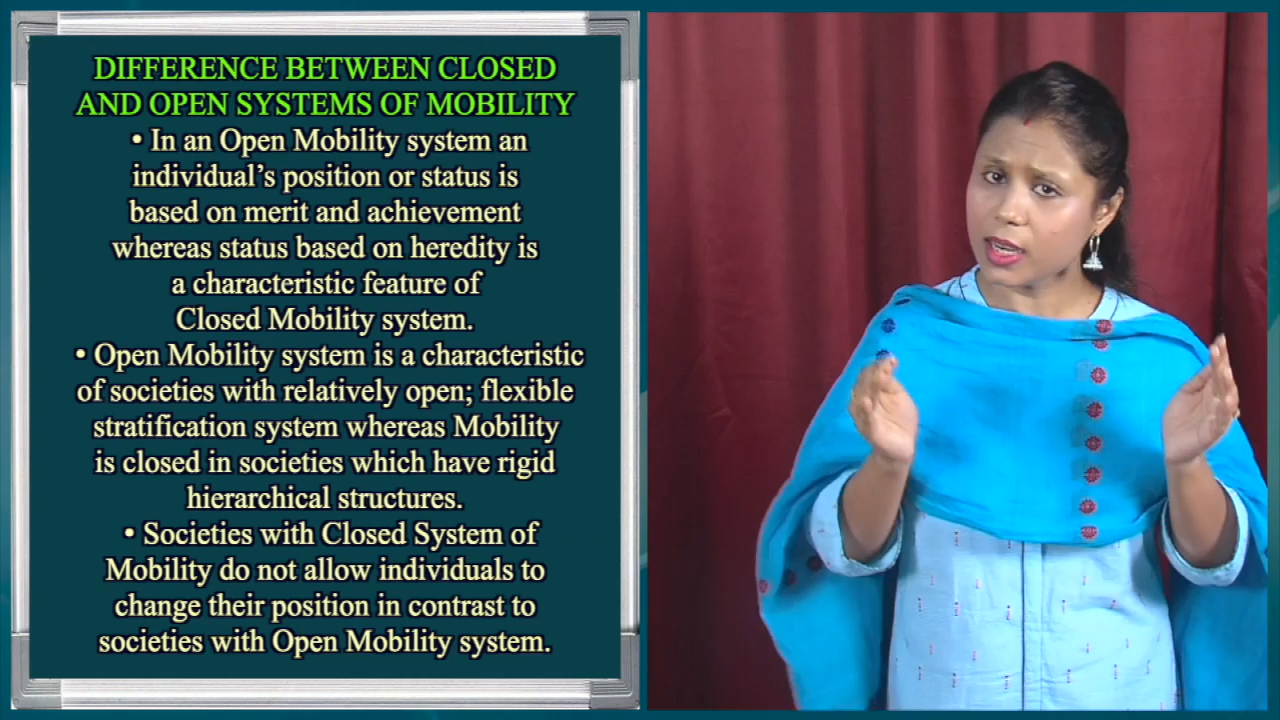 DIFFERENCE BETWEEN CLOSED
AND OPEN SYSTEMS OF MOBILITY
• In an Open Mobility system an
individual’s position or status is
based on merit and achievement
whereas status based on heredity is
a characteristic feature of
Closed Mobility system.
• Open Mobility system is a characteristic
of societies with relatively open; flexible
stratification system whereas Mobility
is closed in societies which have rigid
hierarchical structures.
• Societies with Closed System of
Mobility do not allow individuals to
change their position in contrast to
societies with Open Mobility system.